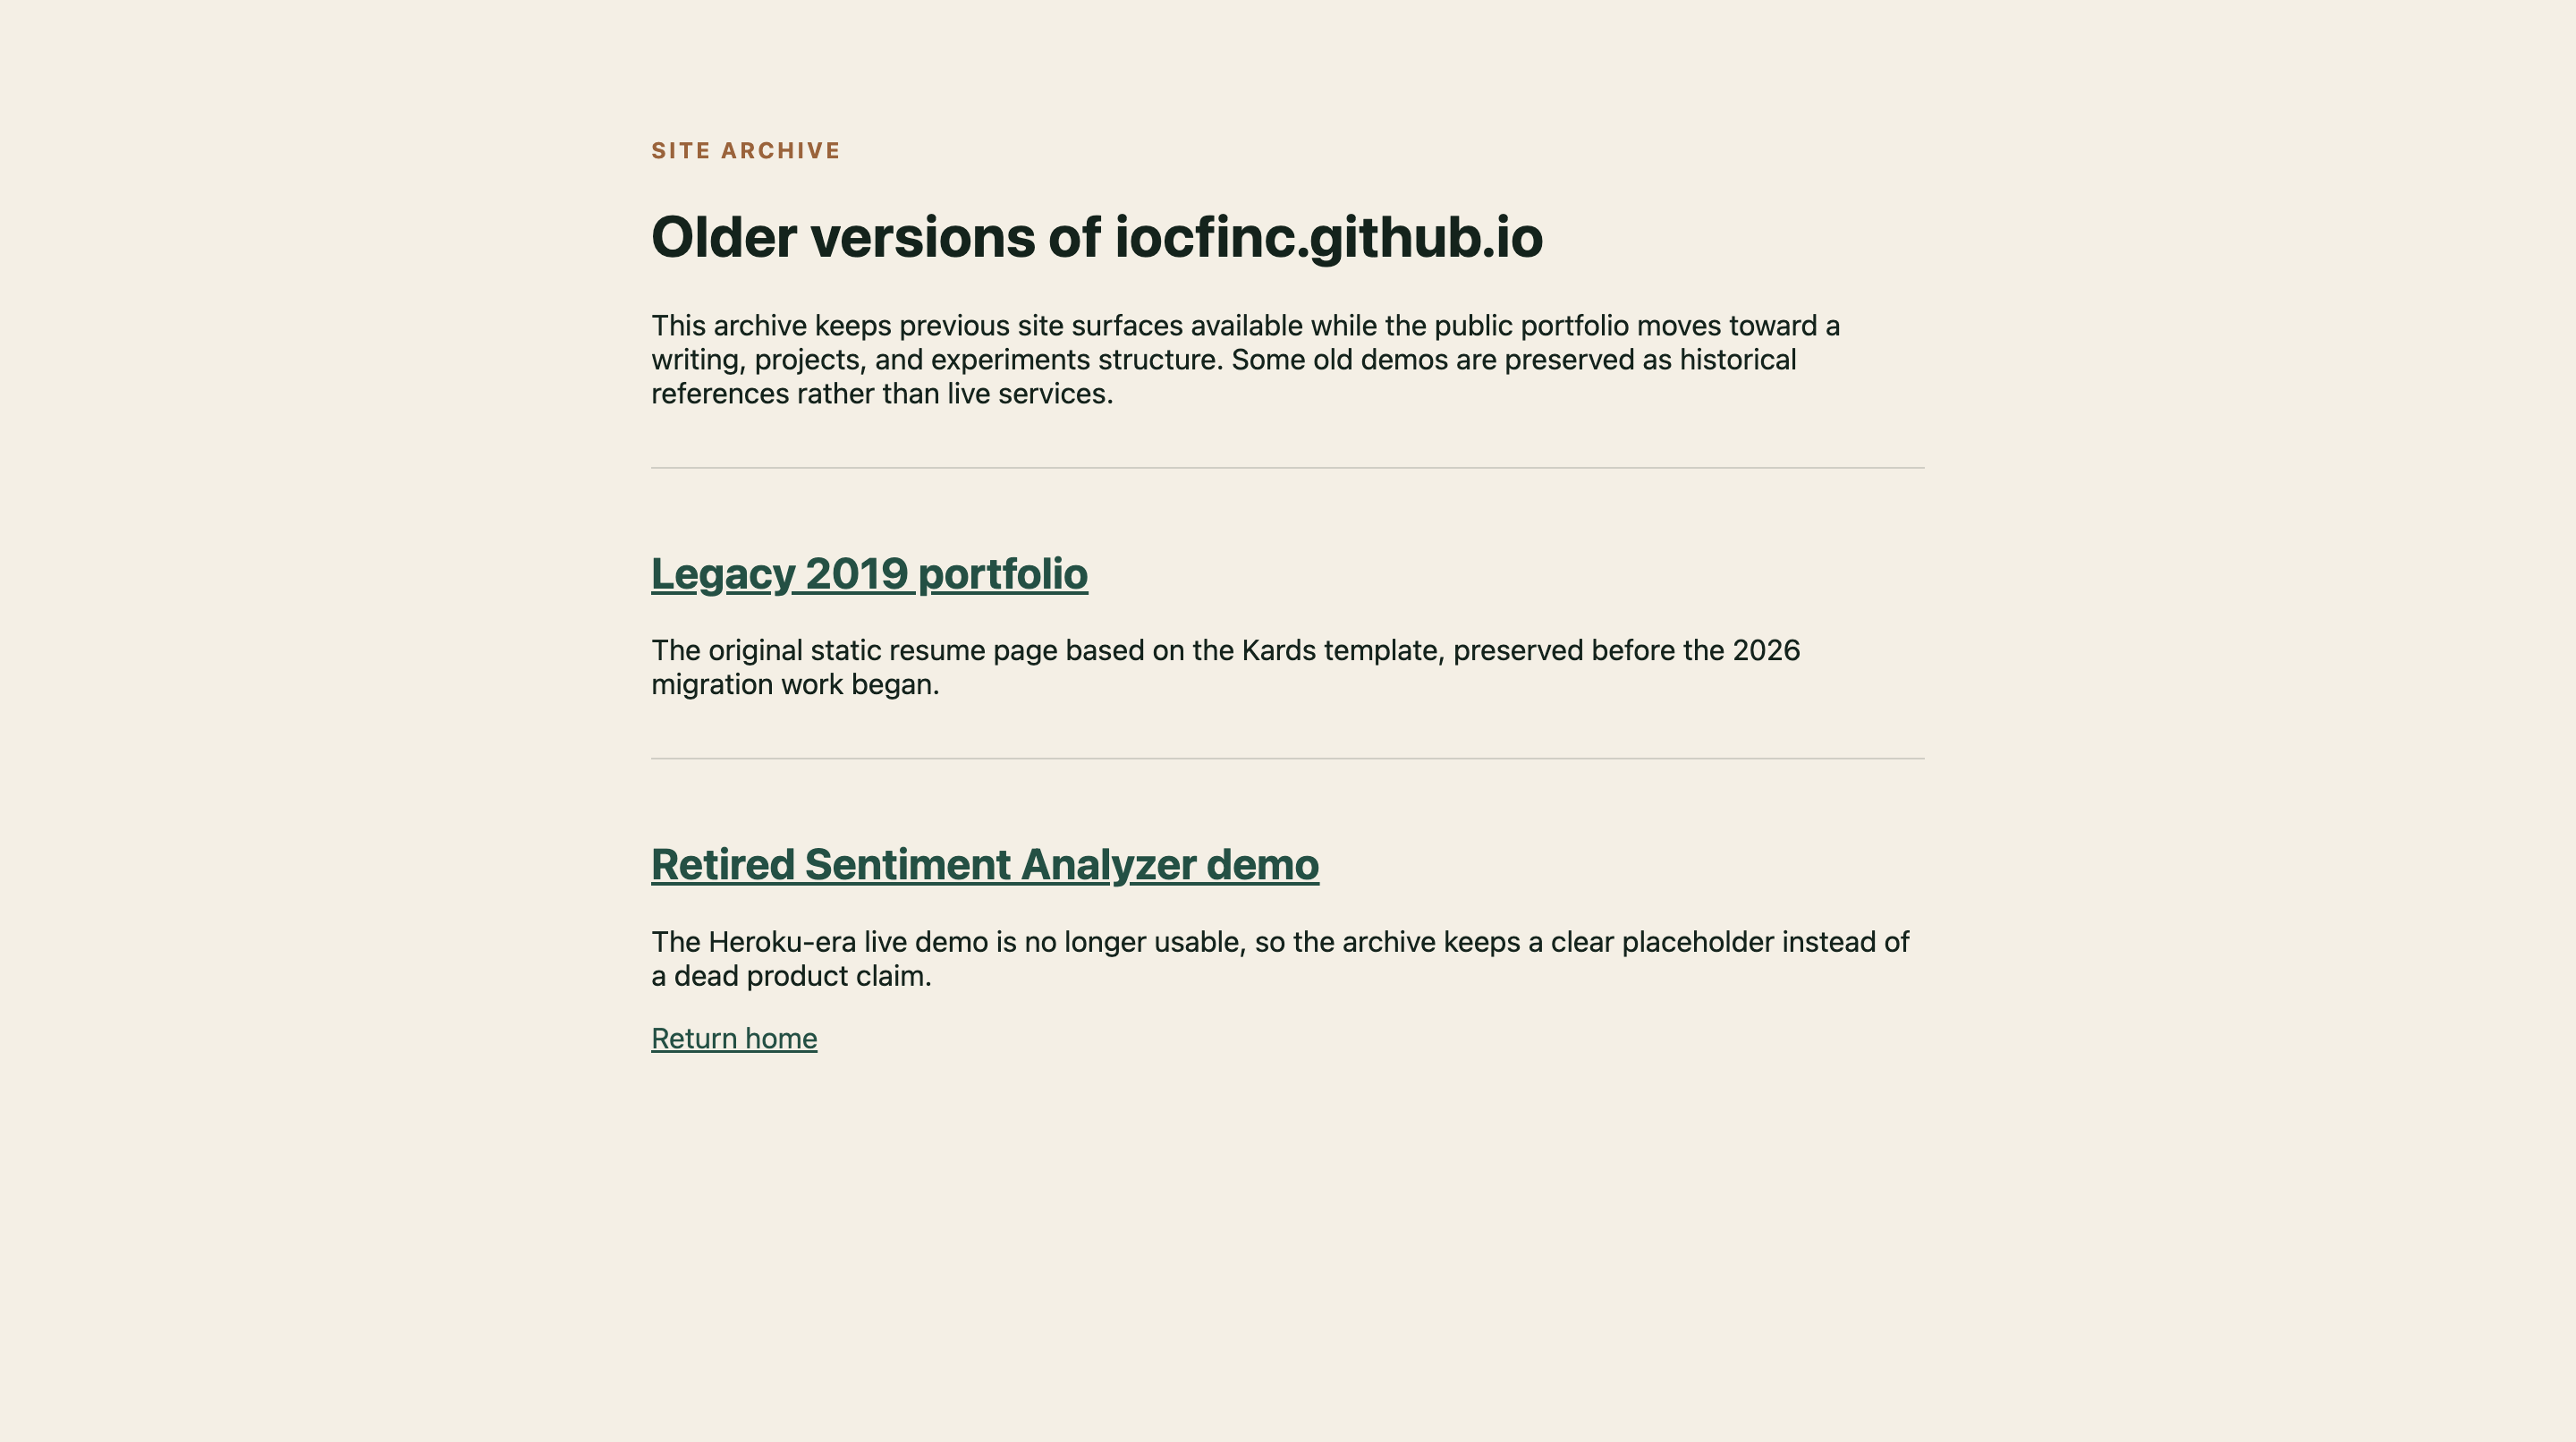 SITE ARCHIVE
Older versions of iocfinc.github.io
This archive keeps previous site surfaces available while the public portfolio moves toward a
writing, projects, and experiments structure. Some old demos are preserved as historical
references rather than live services.
Legacy 2019 portfolio
The original static resume page based on the Kards template, preserved before the 2026
migration work began.
Retired Sentiment Analyzer demo
The Heroku-era live demo is no longer usable, so the archive keeps a clear placeholder instead of
a dead product claim.
Return home